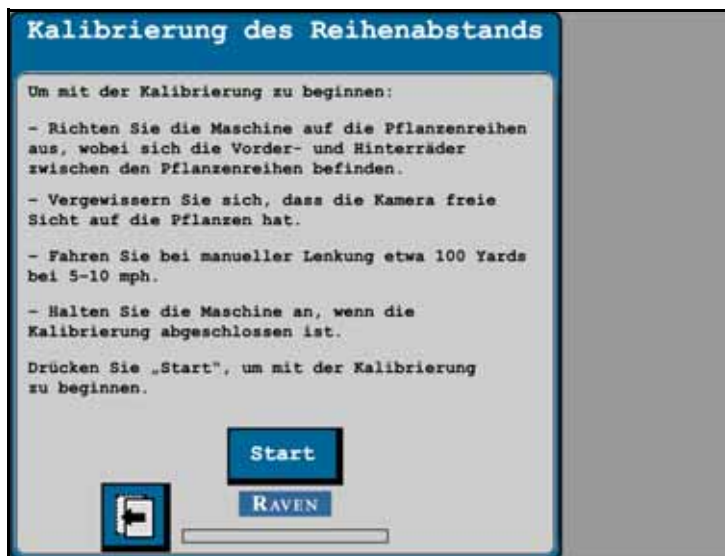 Kalibrierung des Reihenabstands
Um mit der Kalibrierung zu beginnen:
- Richten Sie die Maschine auf die Pflanzenreihen
aus, wobei sich die Vorder- und Hinterräder
zwischen den Pflanzenreihen befinden.
- Vergewissern Sie sich, dass die Kamera freie
Sicht auf die Pflanzen hat.
- Fahren Sie bei manueller Lenkung etwa 100 Yards
bei 5-10 mph.
- Halten Sie die Maschine an, wenn die
Kalibrierung abgeschlossen ist.
Drücken Sie „Start", um mit der Kalibrierung
zu beginnen.
Start
RAVEN